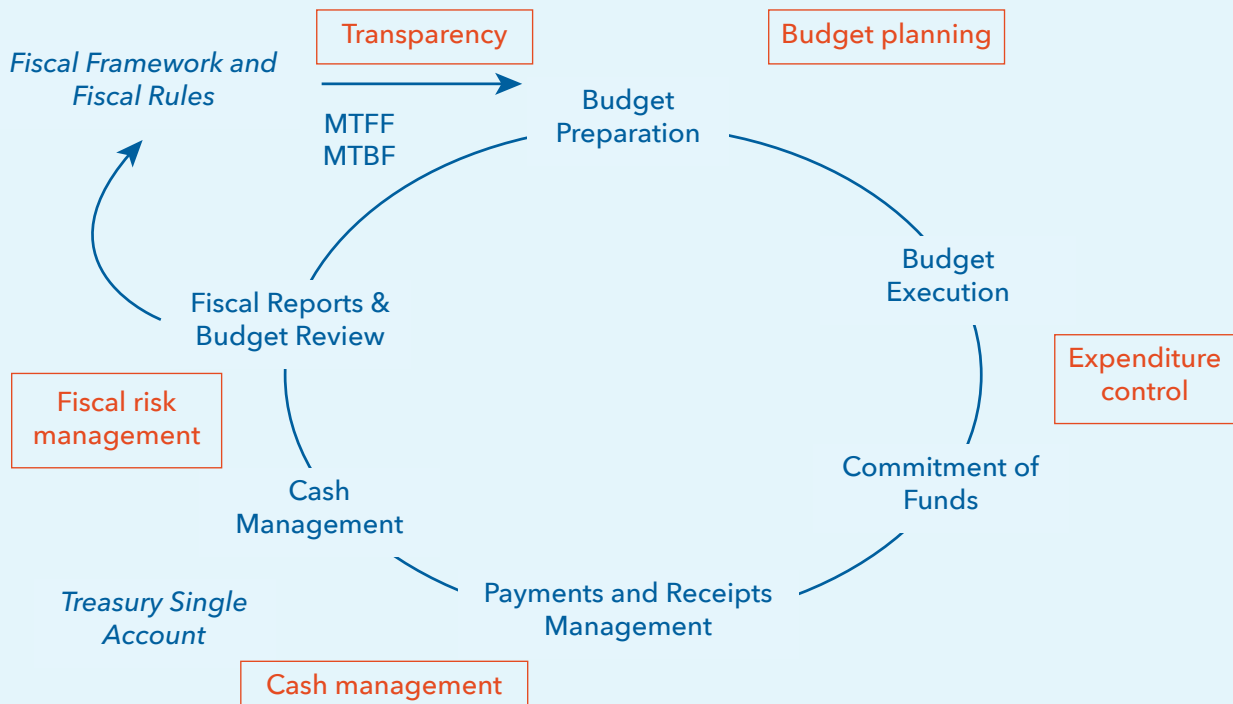 Transparency
Budget planning
Fiscal Framework and
Fiscal Rules
MTFF
MTBF
Budget
Preparation
Budget
Execution
Fiscal Reports &
Budget Review
Expenditure
control
Fiscal risk
management
Commitment of
Funds
Cash
Management
Payments and Receipts
Management
Treasury Single
Account
Cash management